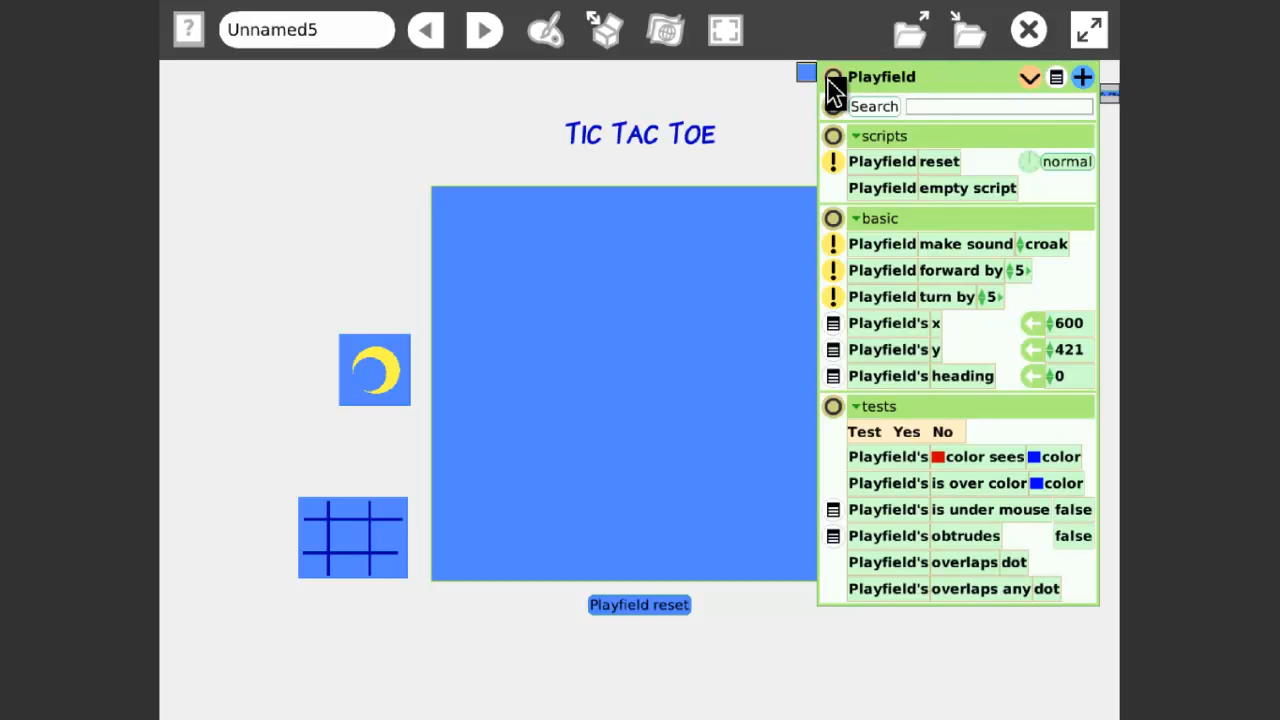 ?
Unnamed5
Playfield
Search
TIC TAC TOE
scripts
Playfield reset normal
Playfield empty script
basic
Playfield make sound croak
Playfield forward by 5
Playfield turn by 5
Playfield's x 600
Playfield's y 421
Playfield's heading 0
tests
Test Yes No
Playfield's color sees color
Playfield's is over color color
Playfield's is under mouse false
Playfield's obtrudes false
Playfield's overlaps dot
Playfield's overlaps any dot
Playfield reset